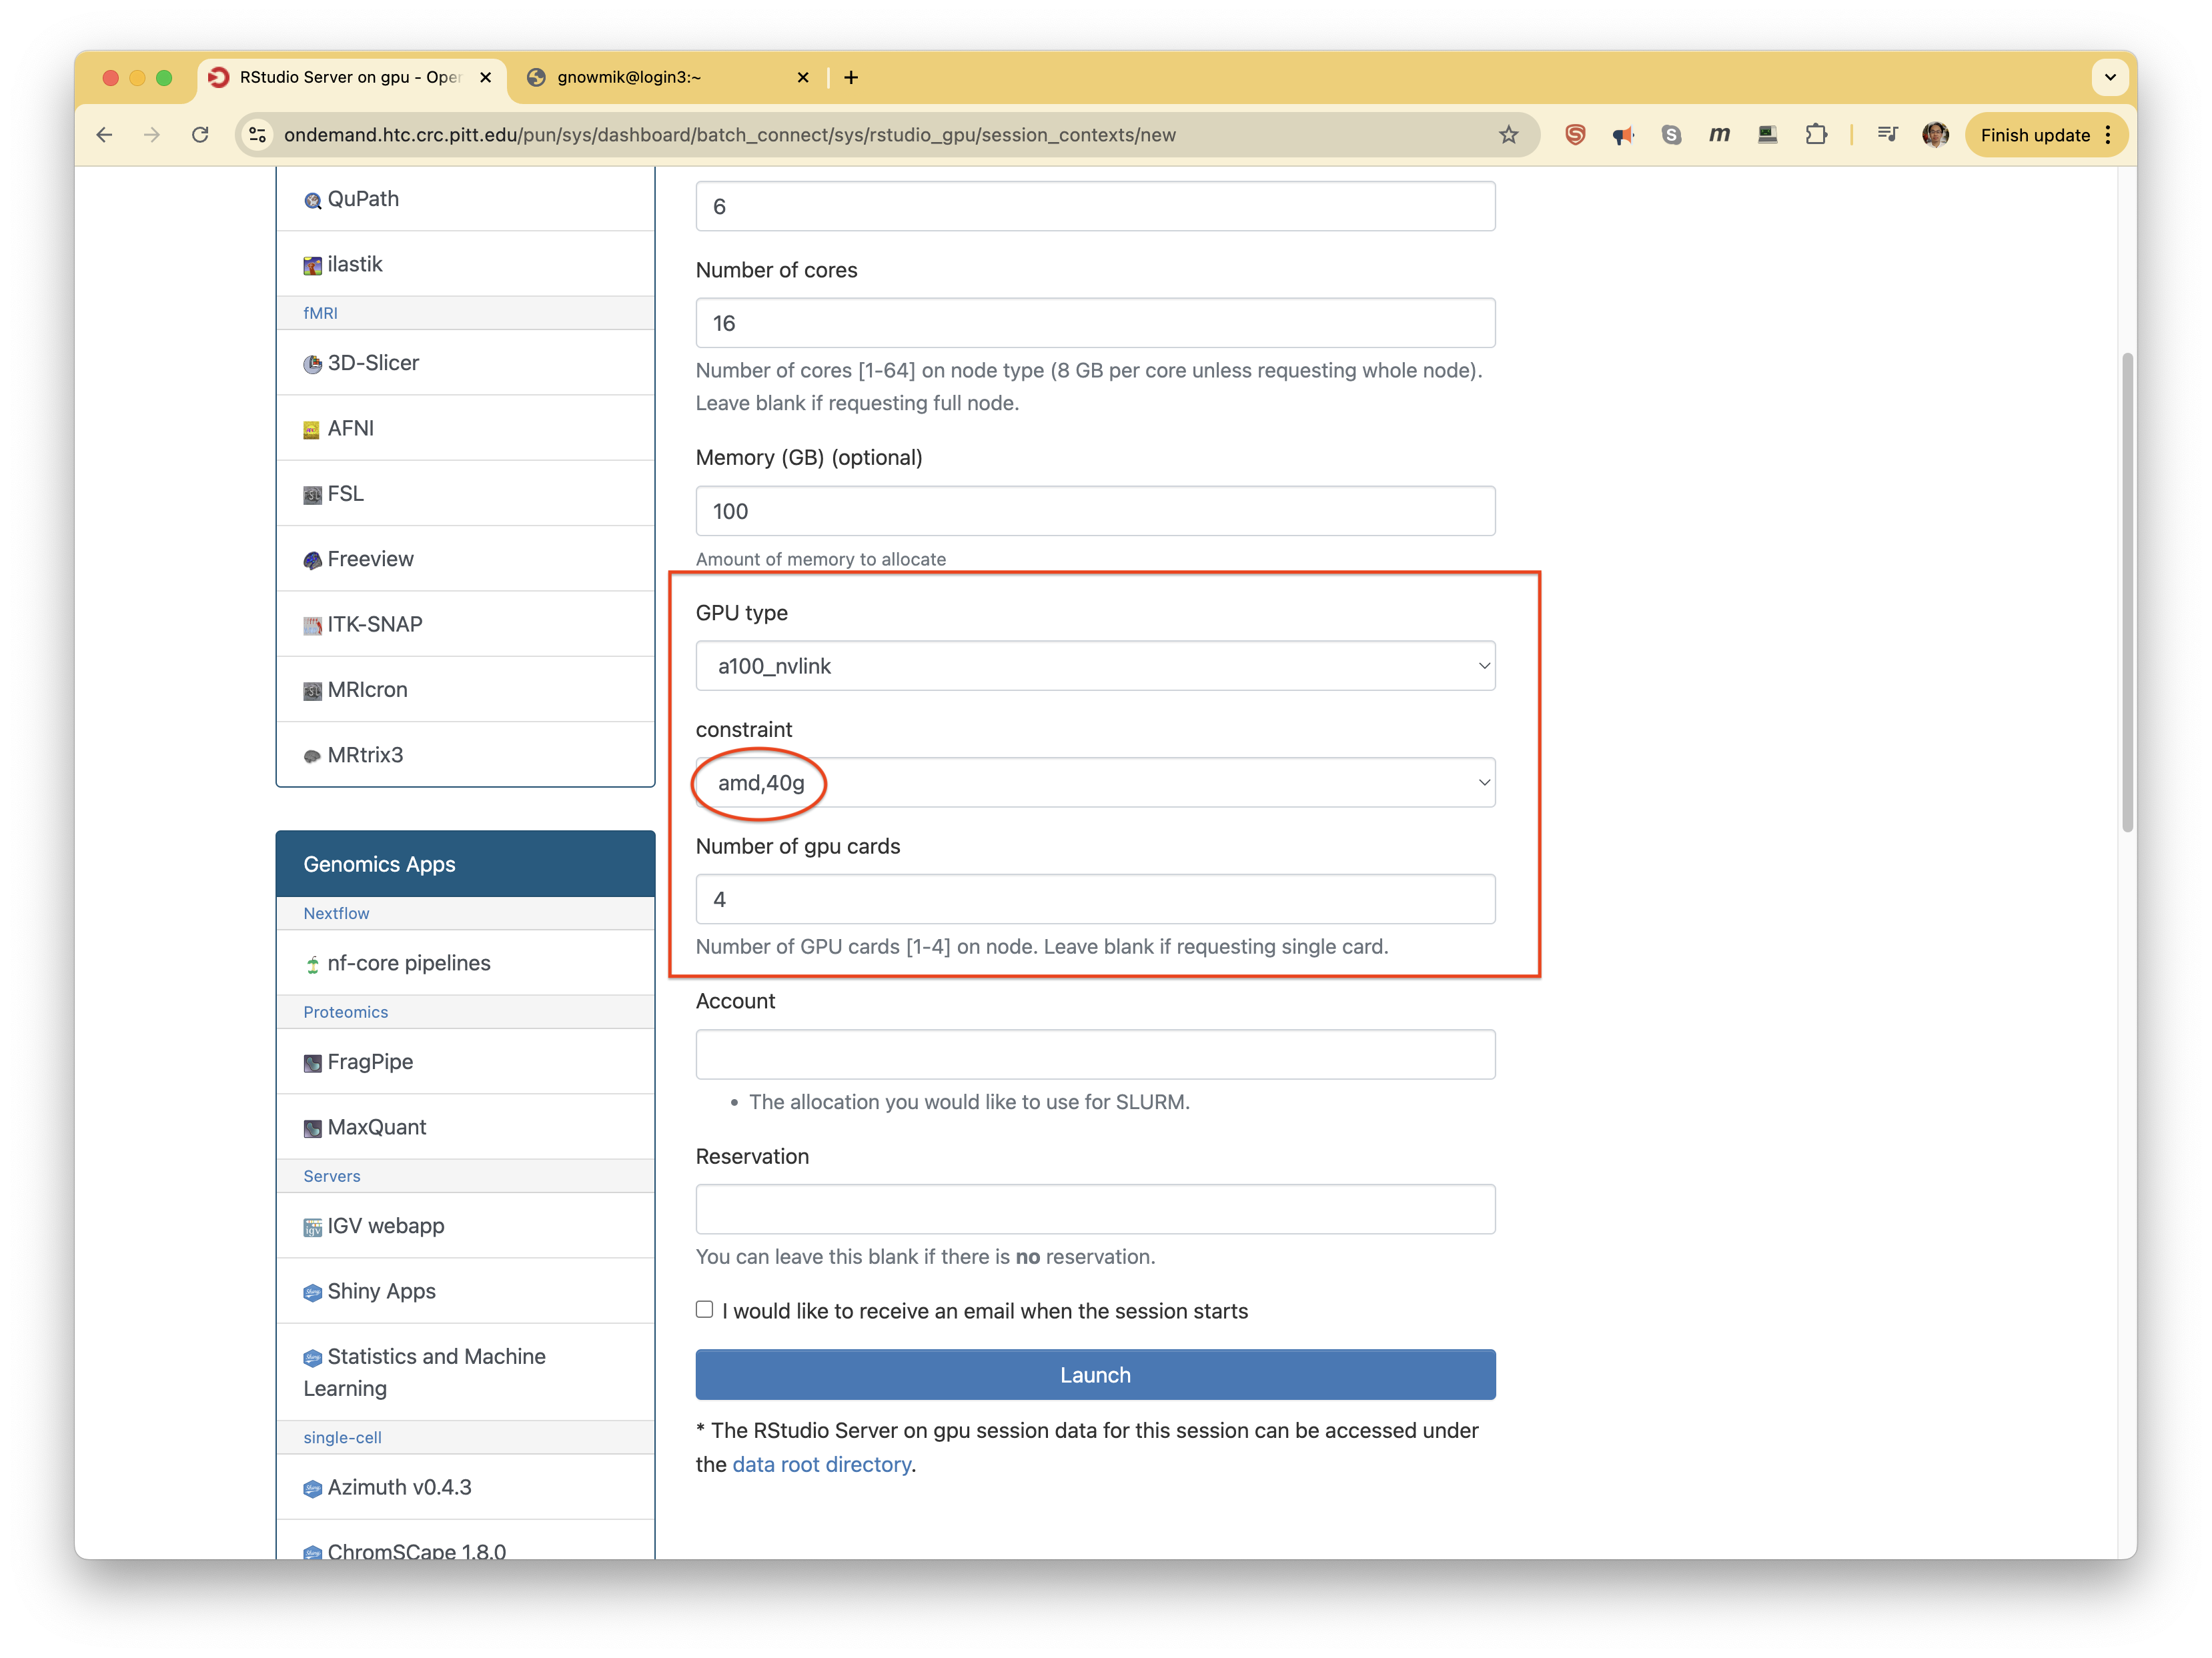 RStudio Server on gpu - Oper
gnowmik@login3:~
ondemand.htc.crc.pitt.edu/pun/sys/dashboard/batch_connect/sys/rstudio_gpu/session_contexts/new
Finish update
QuPath
ilastik
fMRI
3D-Slicer
AFNI
FSL
Freeview
ITK-SNAP
MRIcron
MRtrix3
Genomics Apps
Nextflow
nf-core pipelines
Proteomics
FragPipe
MaxQuant
Servers
IGV webapp
Shiny Apps
Statistics and Machine
Learning
single-cell
Azimuth v0.4.3
ChromSCape 1.8.0
6
Number of cores
16
Number of cores [1-64] on node type (8 GB per core unless requesting whole node).
Leave blank if requesting full node.
Memory (GB) (optional)
100
Amount of memory to allocate
GPU type
a100_nvlink
constraint
amd,40g
Number of gpu cards
4
Number of GPU cards [1-4] on node. Leave blank if requesting single card.
Account
• The allocation you would like to use for SLURM.
Reservation
You can leave this blank if there is no reservation.
I would like to receive an email when the session starts
Launch
* The RStudio Server on gpu session data for this session can be accessed under
the data root directory.